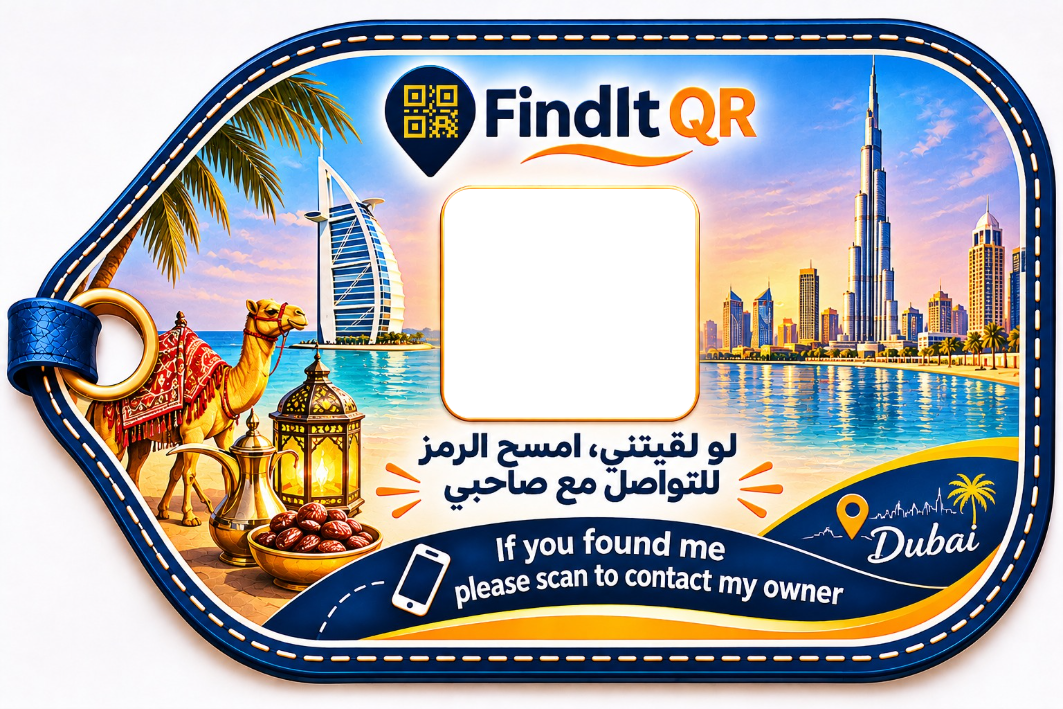 FindIt QR
لو لقيتني، امسح الرمز
للتواصل مع صاحبي
If you found me
please scan to contact my owner
Dubai